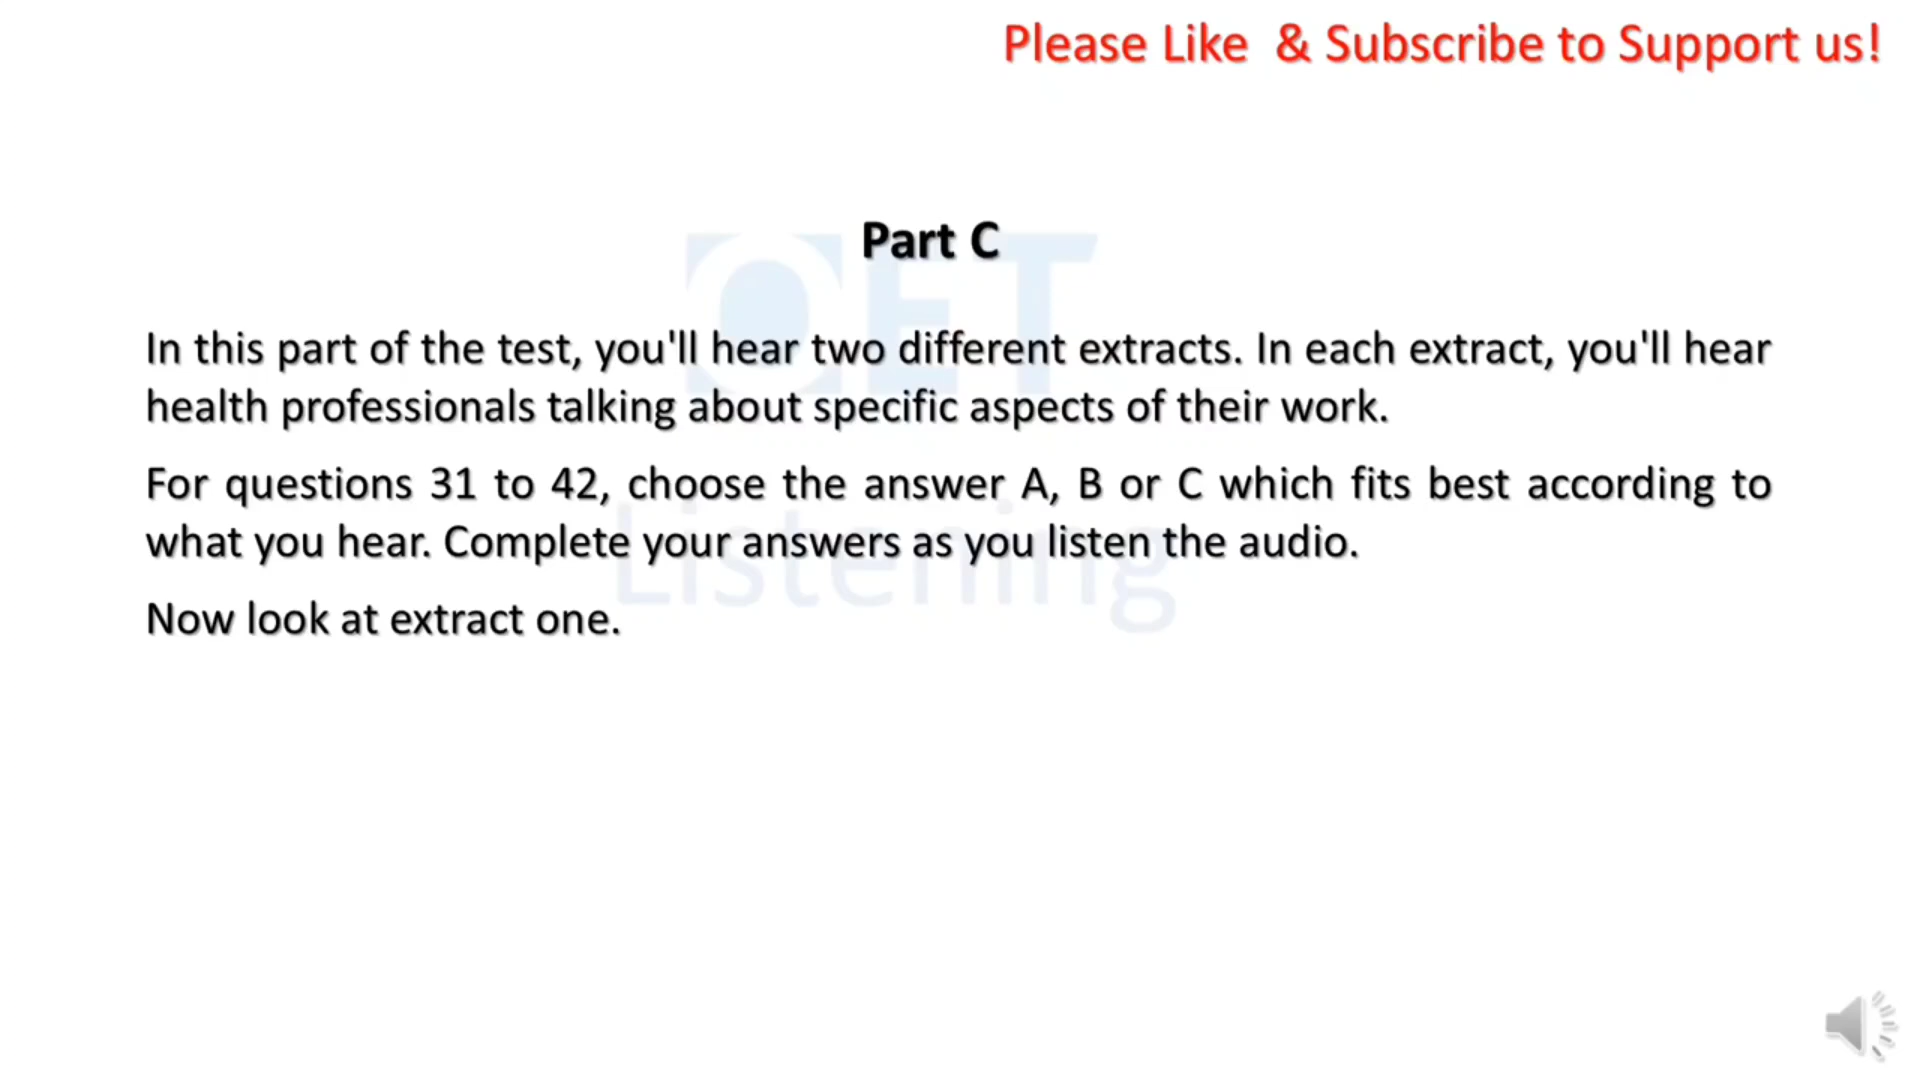 Please Like & Subscribe to Support us!
Part C
OET
In this part of the test, you'll hear two different extracts. In each extract, you'll hear
health professionals talking about specific aspects of their work.
For questions 31 to 42, choose the answer A, B or C which fits best according to
what you hear. Complete your answers as you listen the audio.
Listening
Now look at extract one.